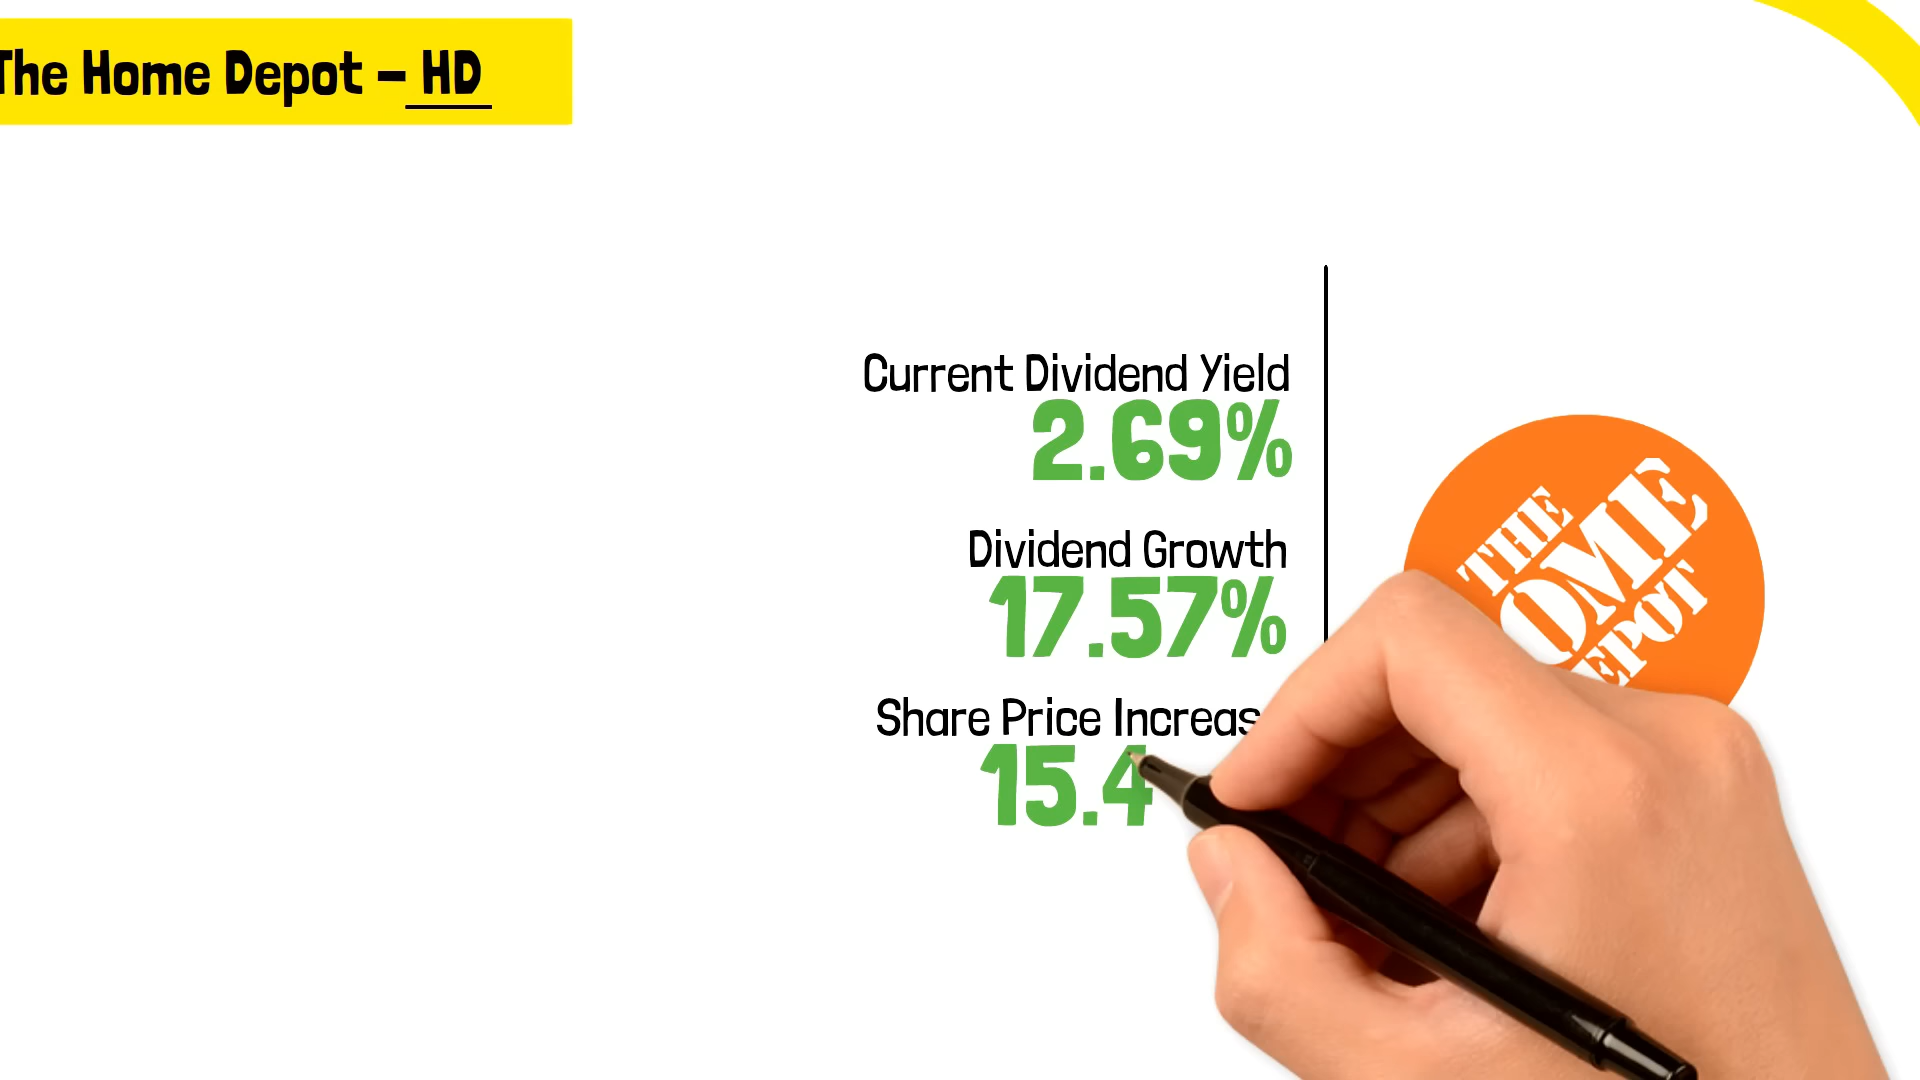 The Home Depot – HD
Current Dividend Yield
2.69%
Dividend Growth
17.57%
Share Price Increas
15.4
THE
OME
EPOT